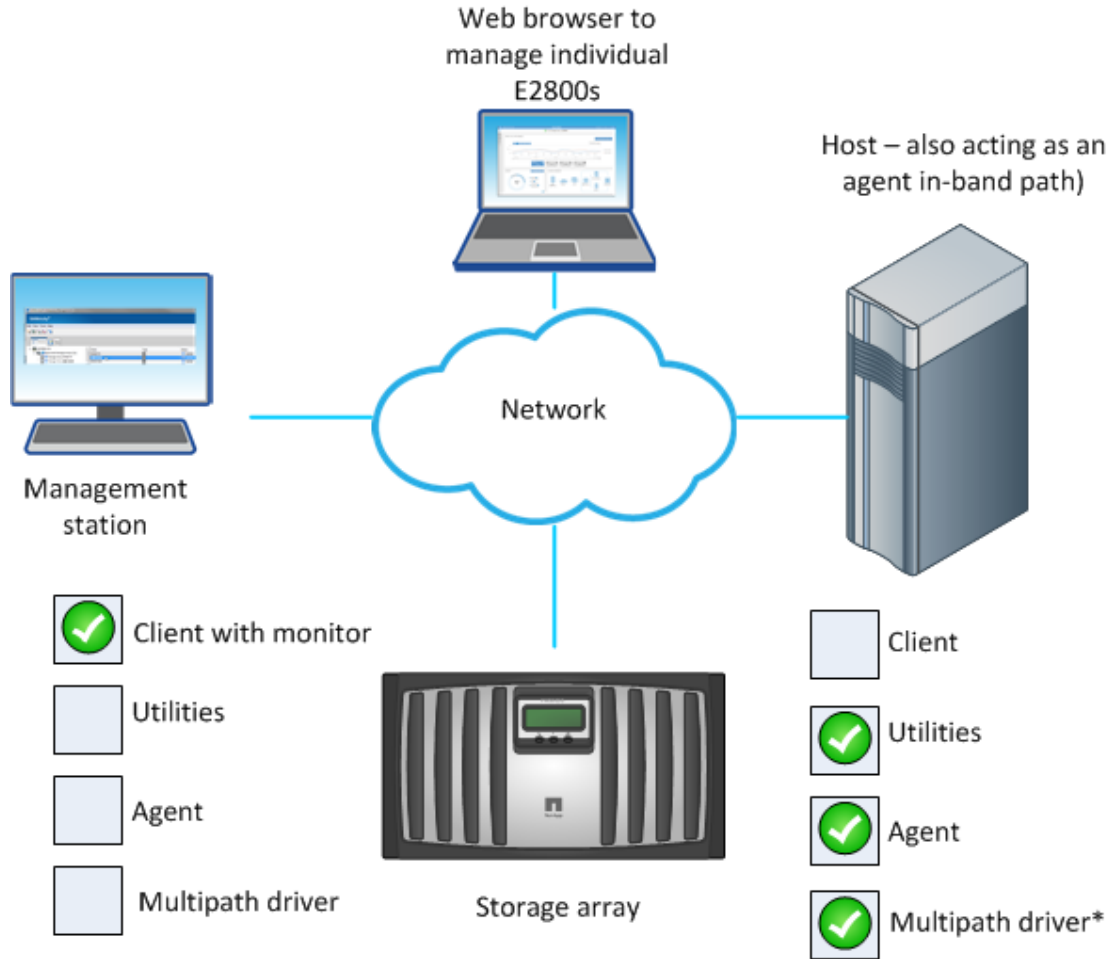 Web browser to
manage individual
E2800s
Host – also acting as an
agent in-band path)
Network
Management
station
Client with monitor
Utilities
Agent
Multipath driver
Storage array
Client
Utilities
Agent
Multipath driver*